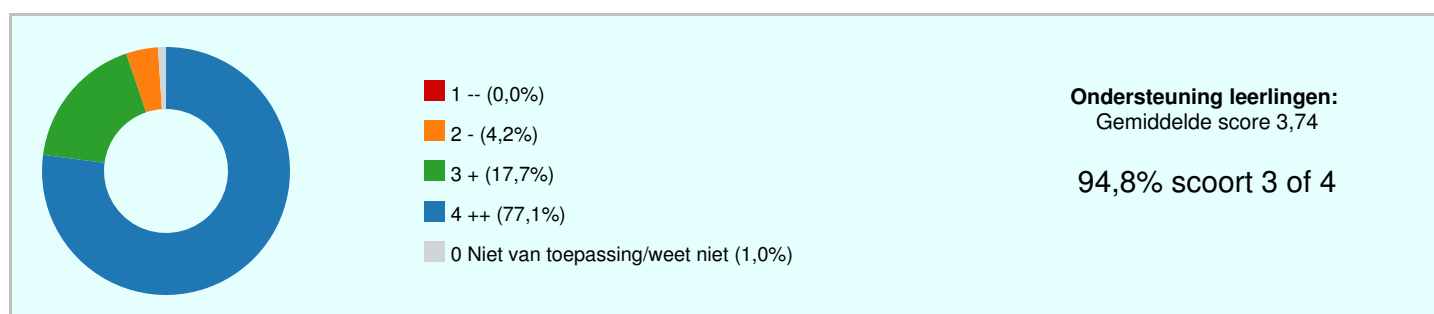 1 -- (0,0%)
2 - (4,2%)
3 + (17,7%)
4 ++ (77,1%)
0 Niet van toepassing/weet niet (1,0%)
Ondersteuning leerlingen:
Gemiddelde score 3,74
94,8% scoort 3 of 4